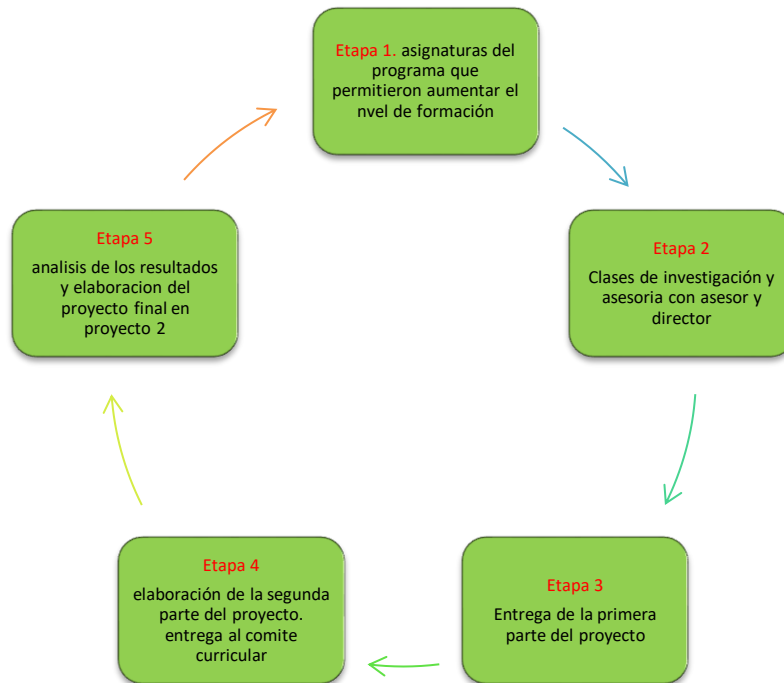 Etapa 1. asignaturas del
programa que
permitieron aumentar el
nvel de formación
Etapa 2
Clases de investigación y
asesoria con asesor y
director
Etapa 3
Entrega de la primera
parte del proyecto
Etapa 4
elaboración de la segunda
parte del proyecto.
entrega al comite
curricular
Etapa 5
analisis de los resultados
y elaboracion del
proyecto final en
proyecto 2